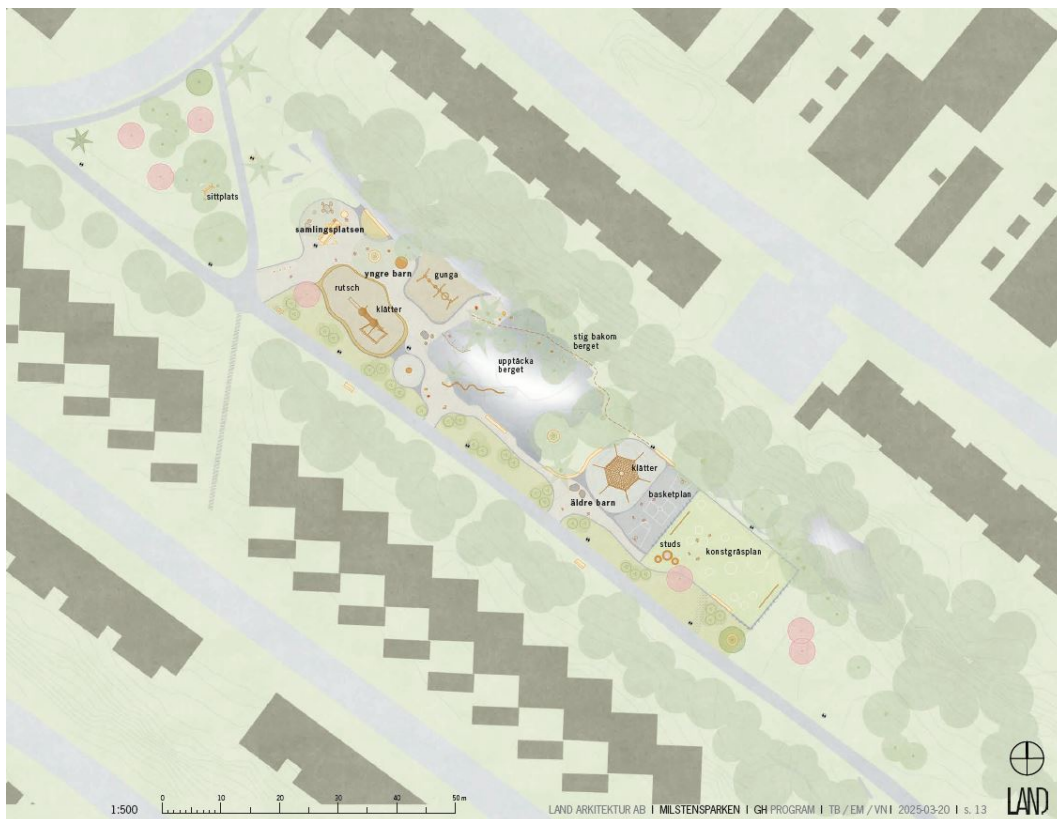 sittplats
samlingsplatsen
yngre barn
gunga
rutsch
klätter
stig bakom
berget
upptäcka
berget
klätter
basketplan
äldre barn
studs
konstgräsplan
1:500
0 10 20 30 40 50 m
LAND ARKITEKTUR AB I MILSTENSPARKEN I GH PROGRAM I TB / EM / VN I 2025-03-20 I s. 13
LAND